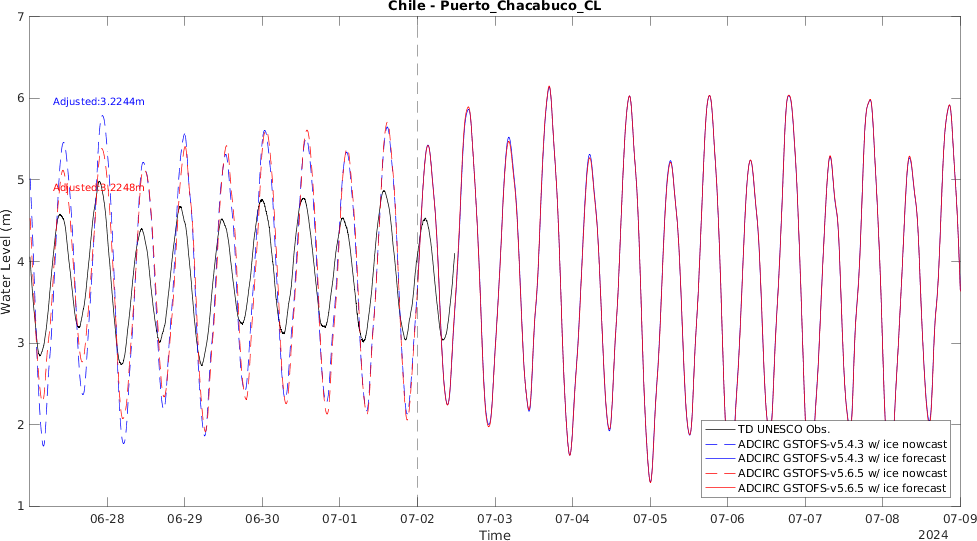 Chile - Puerto_Chacabuco_CL
7
6
5
4
3
2
1
Water Level (m)
Adjusted:3.2244m
Adjusted:3.2248m
TD UNESCO Obs.
ADCIRC GSTOFS-v5.4.3 w/ ice nowcast
ADCIRC GSTOFS-v5.4.3 w/ ice forecast
ADCIRC GSTOFS-v5.6.5 w/ ice nowcast
ADCIRC GSTOFS-v5.6.5 w/ ice forecast
06-28 06-29 06-30 07-01 07-02 07-03 07-04 07-05 07-06 07-07 07-08 07-09
Time
2024